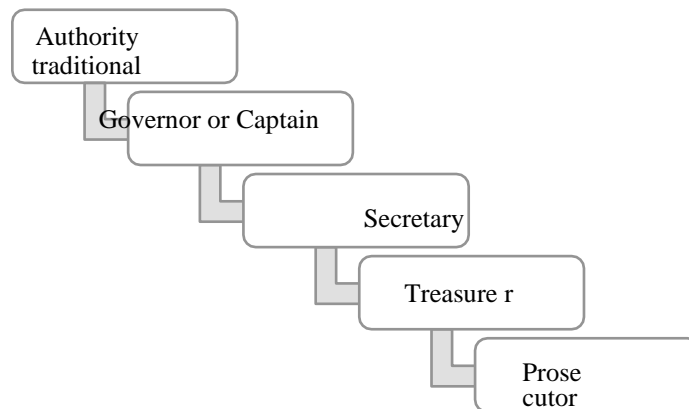 Authority
traditional
Governor or Captain
Secretary
Treasure r
Prose
cutor